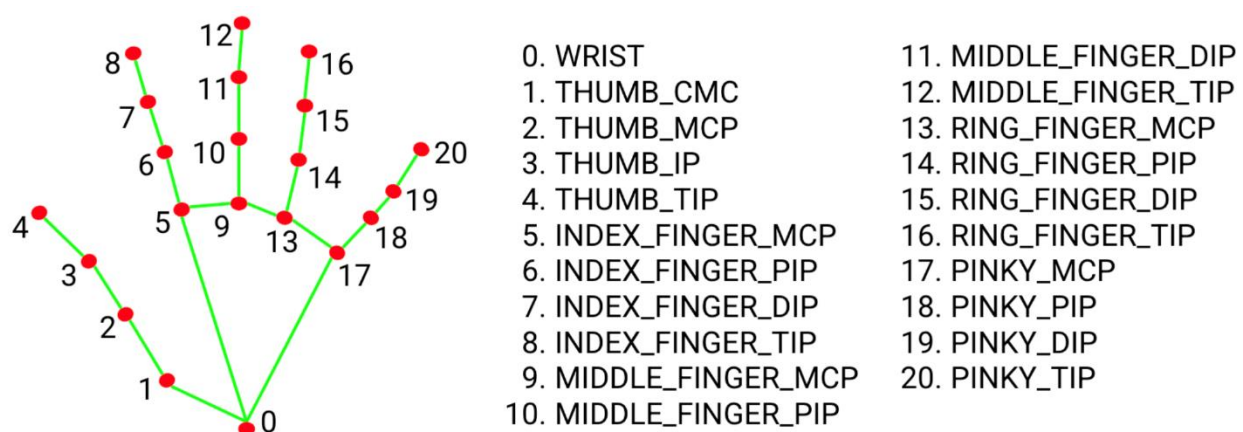 12
8
16
11
7
15
10
6
20
14
4
19
5
9
18
13
3
17
2
1
0
0. WRIST
1. THUMB_CMC
2. THUMB_MCP
3. THUMB_IP
4. THUMB_TIP
5. INDEX_FINGER_MCP
6. INDEX_FINGER_PIP
7. INDEX_FINGER_DIP
8. INDEX_FINGER_TIP
9. MIDDLE_FINGER_MCP
10. MIDDLE_FINGER_PIP
11. MIDDLE_FINGER_DIP
12. MIDDLE_FINGER_TIP
13. RING_FINGER_MCP
14. RING_FINGER_PIP
15. RING_FINGER_DIP
16. RING_FINGER_TIP
17. PINKY_MCP
18. PINKY_PIP
19. PINKY_DIP
20. PINKY_TIP